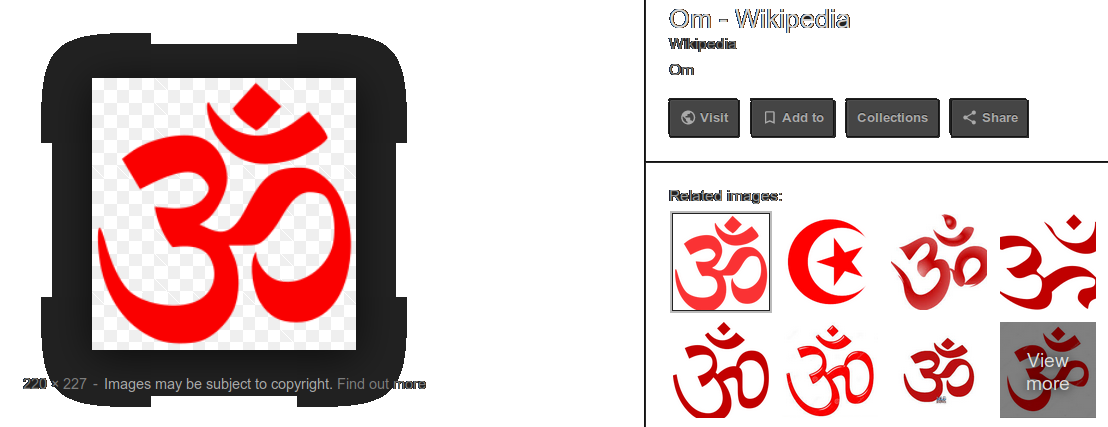 Om - Wikipedia
Wikipedia
Om
Visit
Add to
Collections
Share
Related images:
ॐ
View
more
220 × 227 - Images may be subject to copyright. Find out more